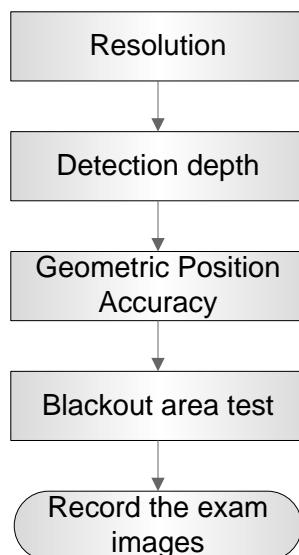 Resolution
Detection depth
Geometric Position
Accuracy
Blackout area test
Record the exam
images